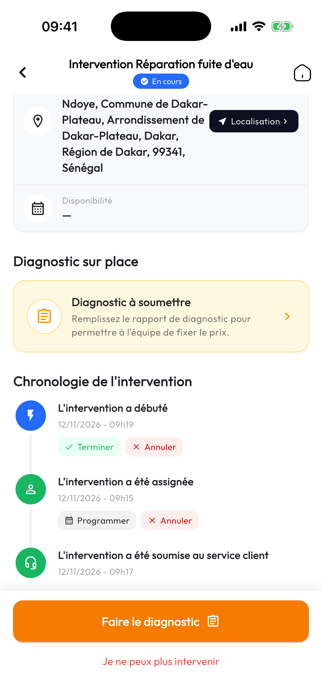 09:41
Intervention Réparation fuite d'eau
En cours
Ndoye, Commune de Dakar-
Plateau, Arrondissement de
Dakar-Plateau, Dakar,
Région de Dakar, 99341,
Sénégal
Localisation
Disponibilité
—
Diagnostic sur place
Diagnostic à soumettre
Remplissez le rapport de diagnostic pour
permettre à l'équipe de fixer le prix.
Chronologie de l'intervention
L'intervention a débuté
12/11/2026 - 09h19
Terminer Annuler
L'intervention a été assignée
12/11/2026 - 09h15
Programmer Annuler
L'intervention a été soumise au service client
12/11/2026 - 09h17
Faire le diagnostic
Je ne peux plus intervenir